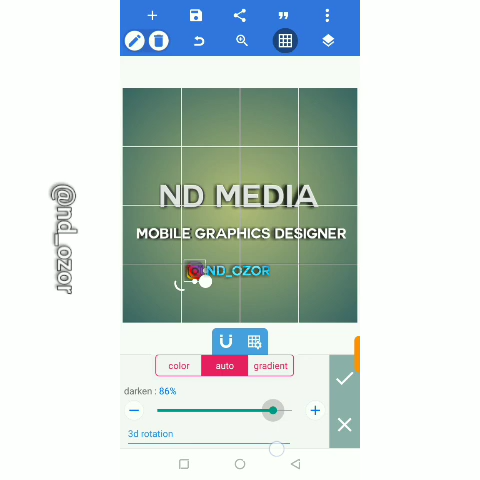 @nd_ozor
ND MEDIA
MOBILE GRAPHICS DESIGNER
ND_OZOR
color auto gradient
darken : 86%
3d rotation